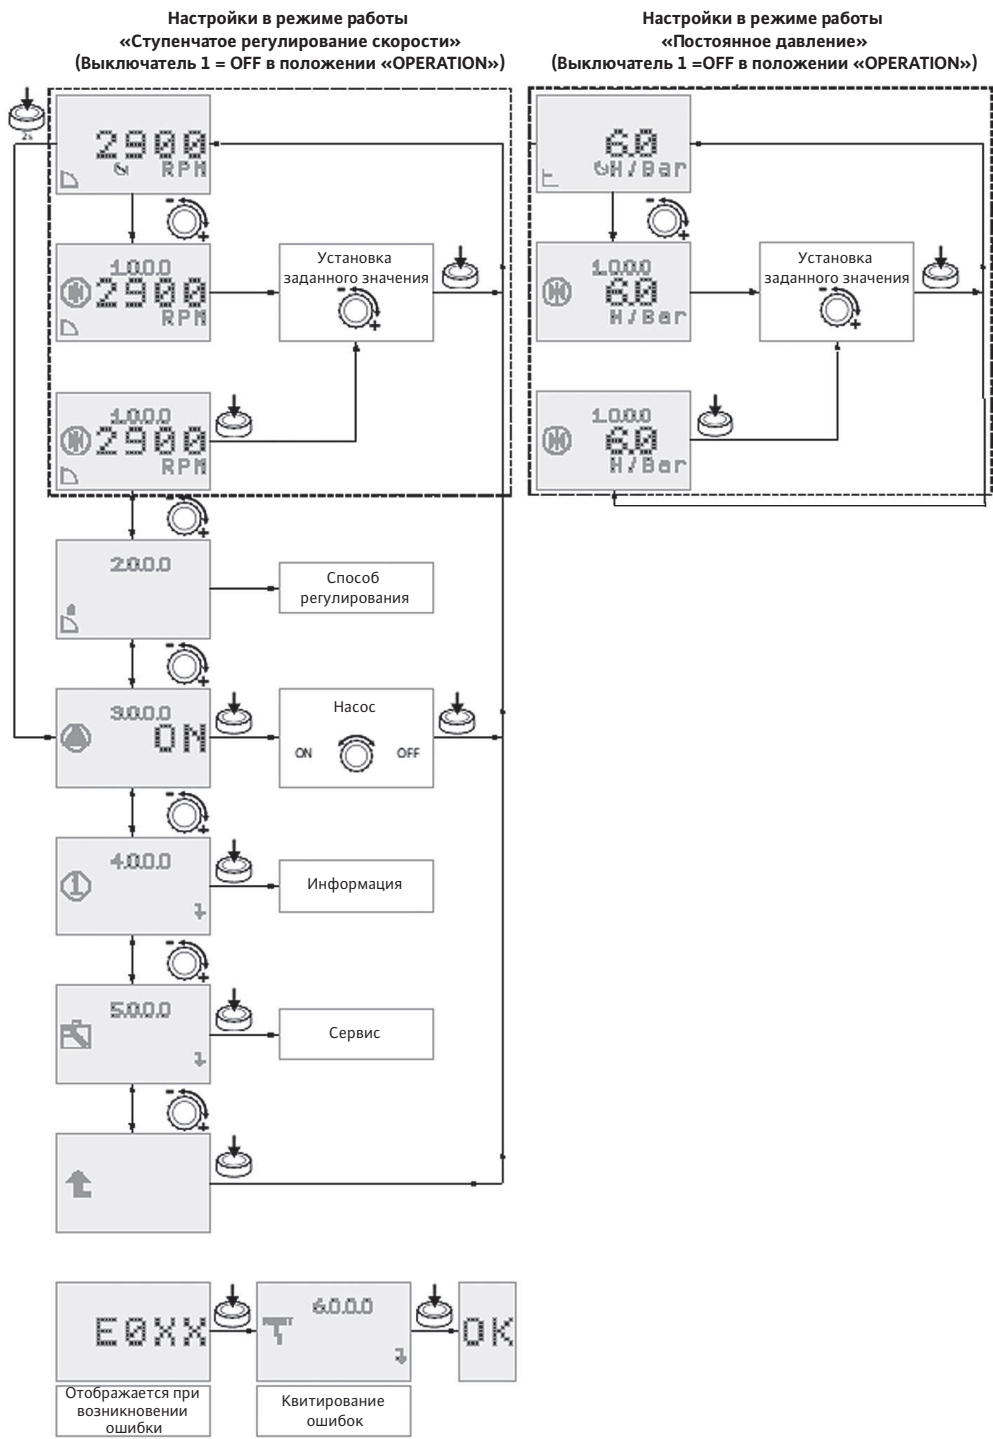 Настройки в режиме работы
«Ступенчатое регулирование скорости»
(Выключатель 1 = OFF в положении «OPERATION»)
Настройки в режиме работы
«Постоянное давление»
(Выключатель 1 =OFF в положении «OPERATION»)
2s
2900
RPM
1.0.0.0
2900
RPM
Установка
заданного значения
- +
1.0.0.0
2900
RPM
6.0
H/Bar
1.0.0.0
6.0
H/Bar
Установка
заданного значения
- +
1.0.0.0
6.0
H/Bar
- +
2.0.0.0
Способ
регулирования
- +
3.0.0.0
ON
Насос
ON OFF
- +
4.0.0.0
Информация
- +
5.0.0.0
Сервис
- +
E0XX
6.0.0.0
OK
Отображается при
возникновении
ошибки
Квитирование
ошибок